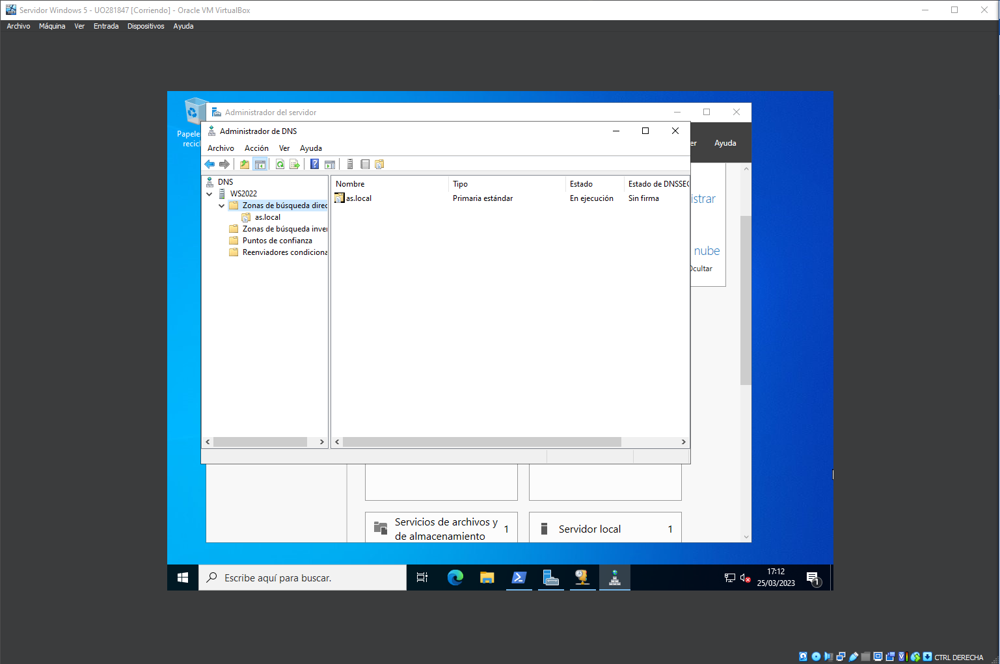 Servidor Windows 5 - UO281847 [Corriendo] - Oracle VM VirtualBox
Archivo Máquina Ver Entrada Dispositivos Ayuda
Administrador del servidor
Ayuda
Administrador de DNS
Archivo Acción Ver Ayuda
DNS
WS2022
Zonas de búsqueda direc
as.local
Zonas de búsqueda inver
Puntos de confianza
Reenviadores condiciona
Nombre Tipo Estado Estado de DNSSEC
as.local Primaria estándar En ejecución Sin firma
istrar
nube
Ocultar
Servicios de archivos y
de almacenamiento 1
Servidor local 1
Escribe aquí para buscar.
17:12
25/03/2023
1
CTRL DERECHA